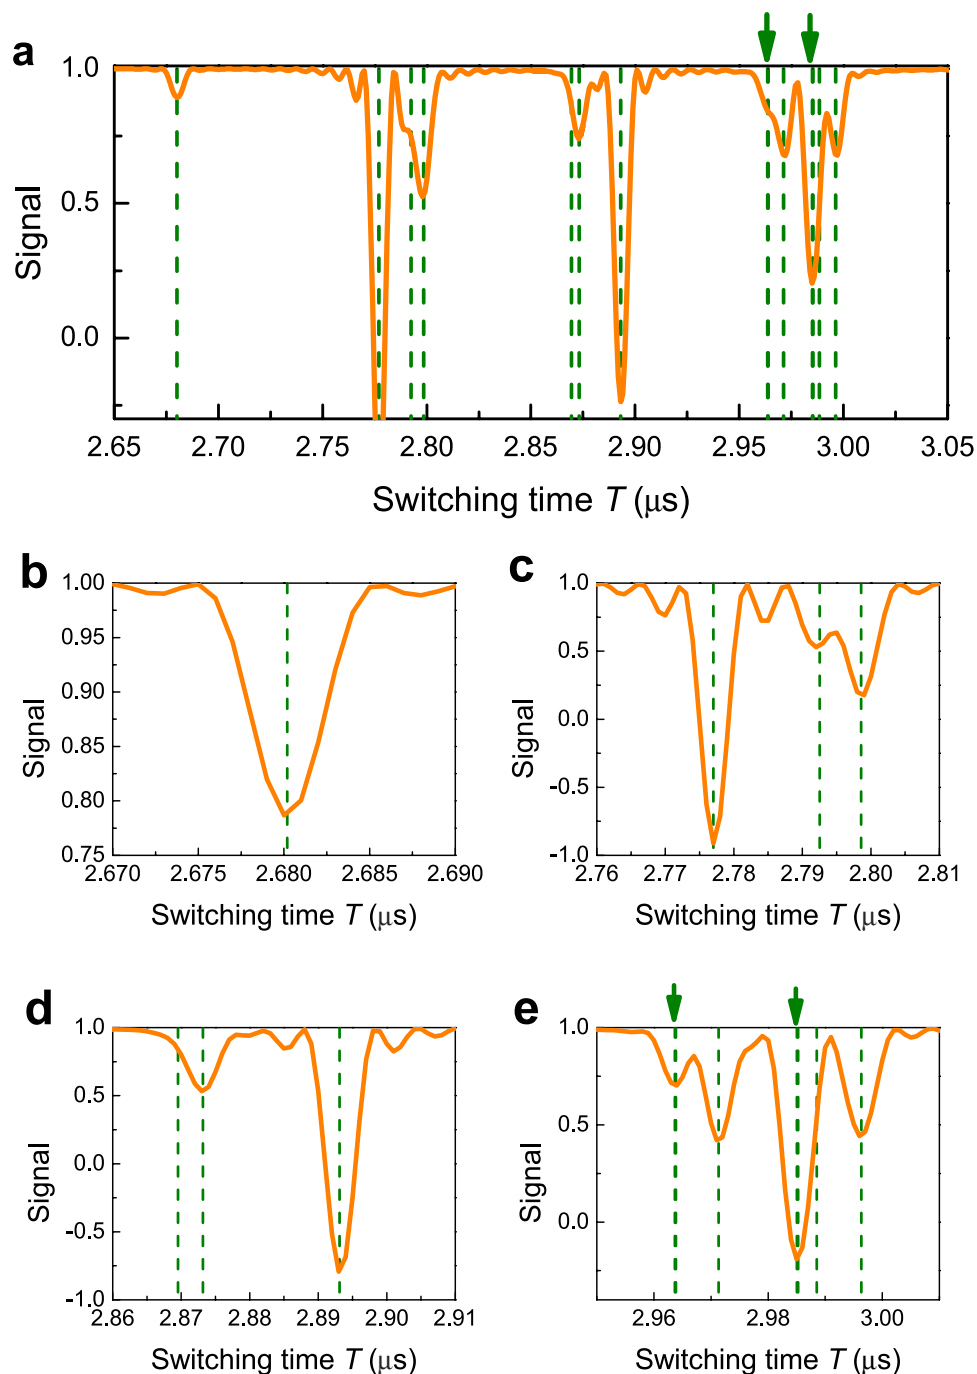 a
1.0
0.5
0.0
Signal
2.65 2.70 2.75 2.80 2.85 2.90 2.95 3.00 3.05
Switching time T (μs)
b
1.00
0.95
0.90
0.85
0.80
0.75
Signal
2.670 2.675 2.680 2.685 2.690
Switching time T (μs)
c
1.0
0.5
0.0
-0.5
-1.0
Signal
2.76 2.77 2.78 2.79 2.80 2.81
Switching time T (μs)
d
1.0
0.5
0.0
-0.5
-1.0
Signal
2.86 2.87 2.88 2.89 2.90 2.91
Switching time T (μs)
e
1.0
0.5
0.0
Signal
2.96 2.98 3.00
Switching time T (μs)